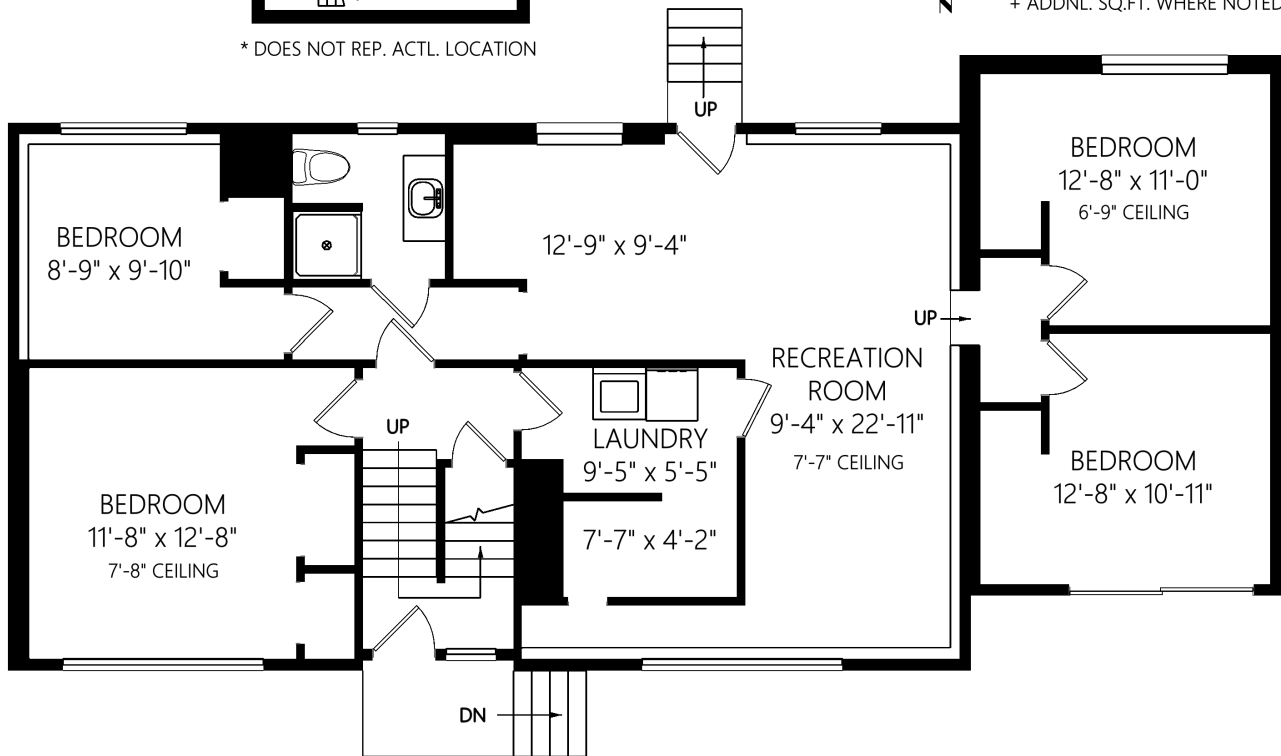 + ADDNL. SQ.FT. WHERE NOTED
* DOES NOT REP. ACTL. LOCATION
UP
BEDROOM
12'-8" x 11'-0"
6'-9" CEILING
BEDROOM
8'-9" x 9'-10"
12'-9" x 9'-4"
UP
RECREATION
ROOM
9'-4" x 22'-11"
7'-7" CEILING
UP
LAUNDRY
9'-5" x 5'-5"
7'-7" x 4'-2"
BEDROOM
11'-8" x 12'-8"
7'-8" CEILING
BEDROOM
12'-8" x 10'-11"
DN